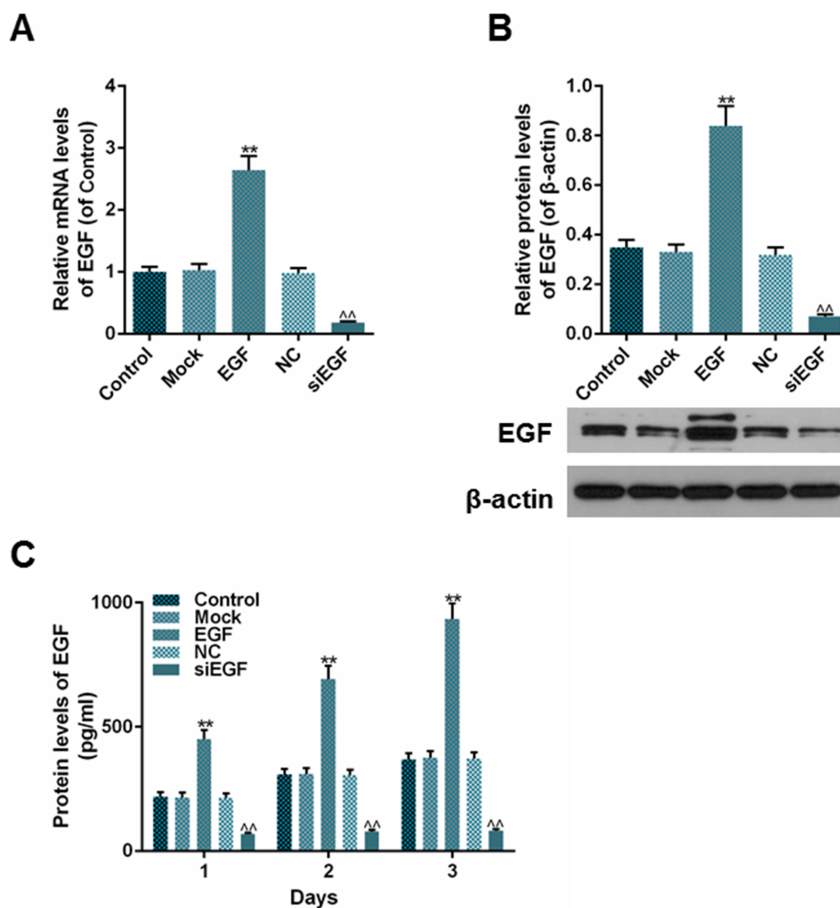 A
Relative mRNA levels
of EGF (of Control)
4
3
2
1
0
**
^^
Control
Mock
EGF
NC
siEGF
B
Relative protein levels
of EGF (of β-actin)
1.0
0.8
0.6
0.4
0.2
0.0
**
^^
Control
Mock
EGF
NC
siEGF
EGF
β-actin
C
Protein levels of EGF
(pg/ml)
1000
500
0
Control
Mock
EGF
NC
siEGF
**
^^
**
^^
**
^^
1
2
3
Days